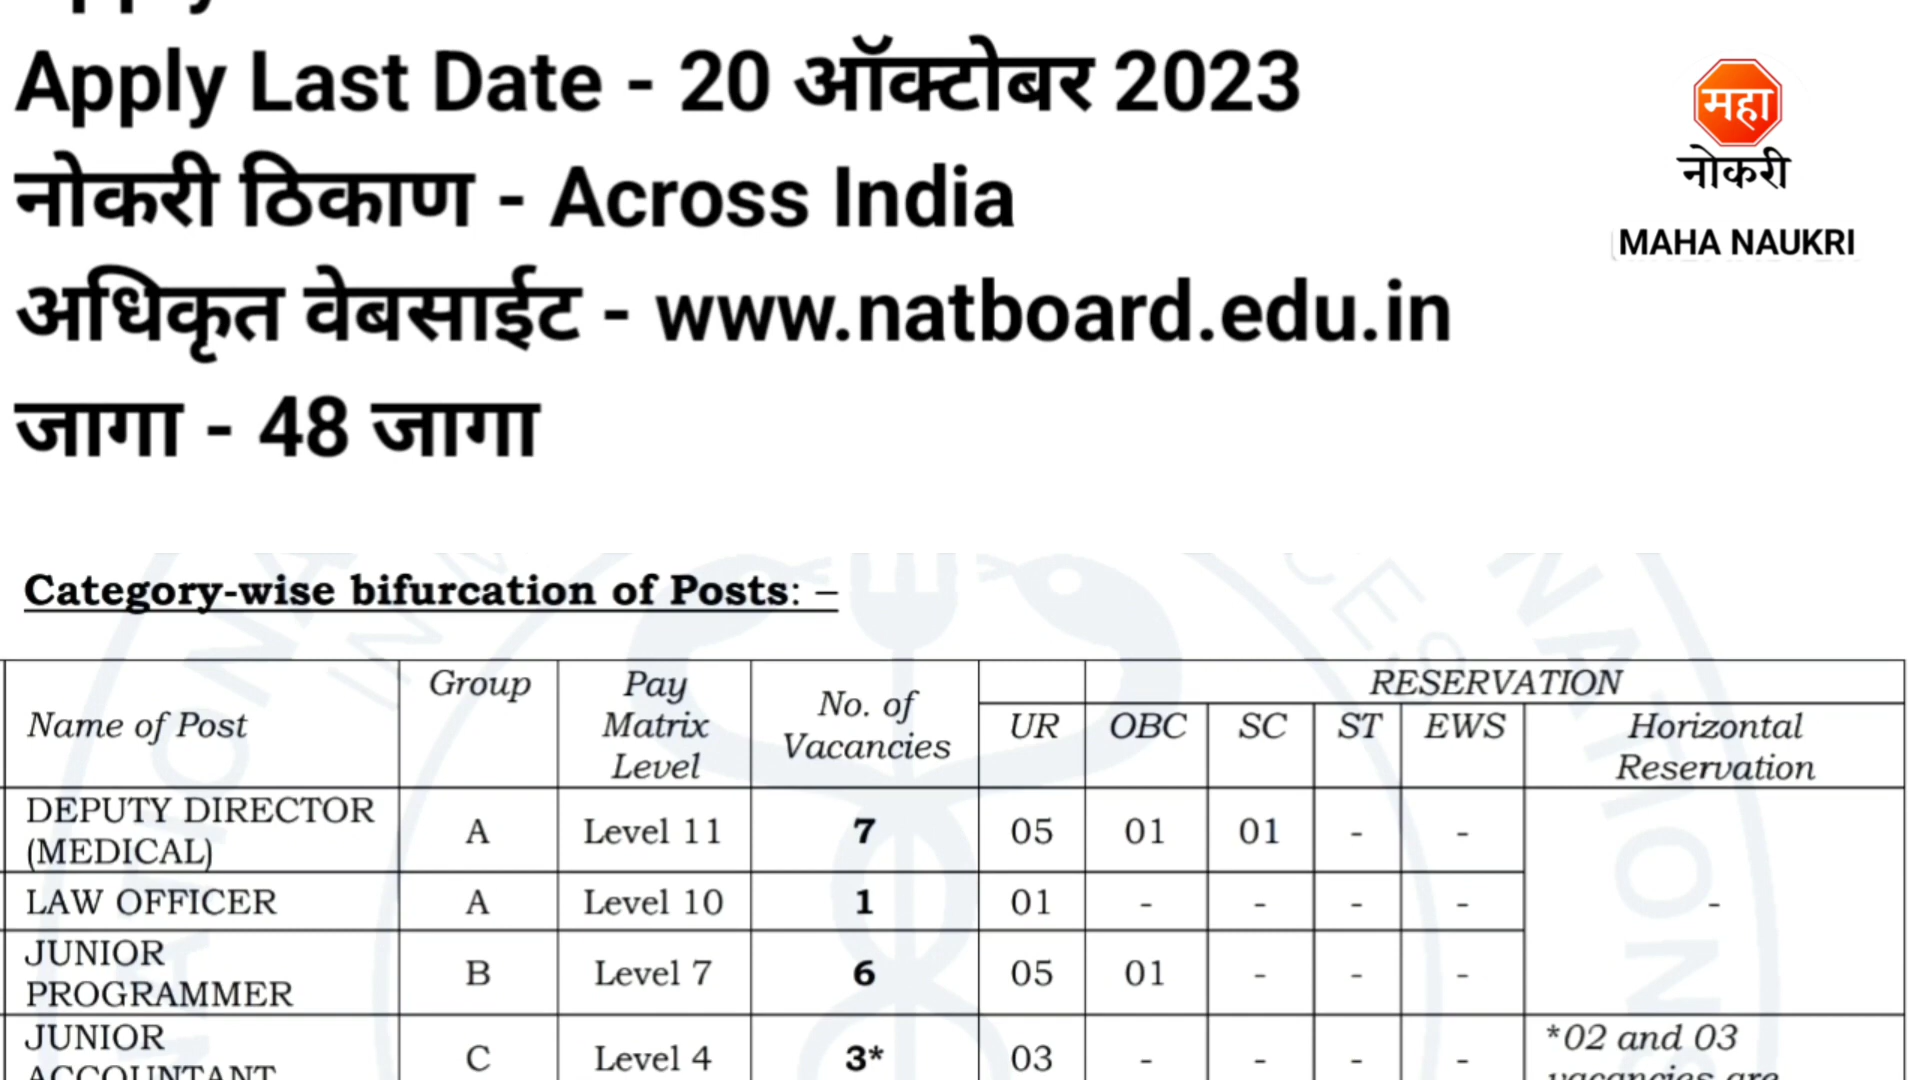 Apply Last Date - 20 ऑक्टोबर 2023
नोकरी ठिकाण - Across India
अधिकृत वेबसाईट - www.natboard.edu.in
जागा - 48 जागा
महा
नोकरी
MAHA NAUKRI
Category-wise bifurcation of Posts: –
Name of Post Group Pay Matrix Level No. of Vacancies UR RESERVATION
OBC SC ST EWS Horizontal Reservation
DEPUTY DIRECTOR (MEDICAL) A Level 11 7 05 01 01 - -
LAW OFFICER A Level 10 1 01 - - - - -
JUNIOR PROGRAMMER B Level 7 6 05 01 - - -
JUNIOR ACCOUNTANT C Level 4 3* 03 - - - - *02 and 03 vacancies are